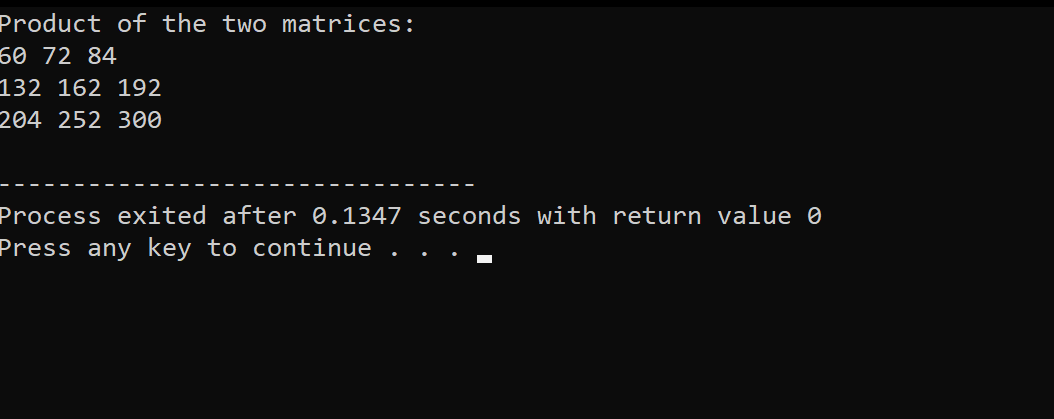 Product of the two matrices:
60 72 84
132 162 192
204 252 300
--------------------------------
Process exited after 0.1347 seconds with return value 0
Press any key to continue . . .